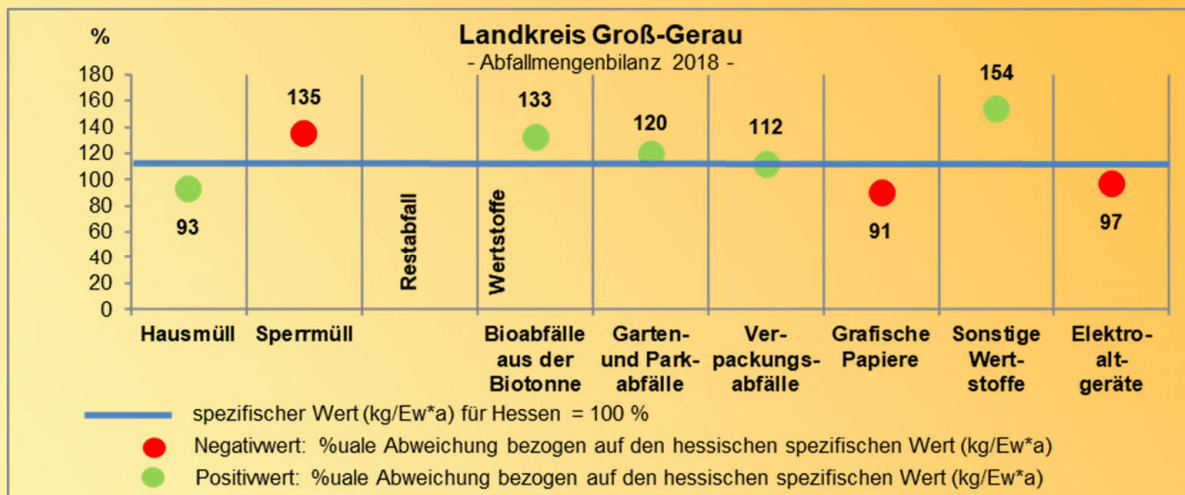 Landkreis Groß-Gerau
- Abfallmengenbilanz 2018 -
%
180
160
140
120
100
80
60
40
20
0
93
135
Restabfall
Wertstoffe
133
120
112
91
154
97
Hausmüll
Sperrmüll
Bioabfälle
aus der
Biotonne
Garten-
und Park-
abfälle
Ver-
packungs-
abfälle
Grafische
Papiere
Sonstige
Wert-
stoffe
Elektro-
alt-
geräte
spezifischer Wert (kg/Ew*a) für Hessen = 100 %
Negativwert: %uale Abweichung bezogen auf den hessischen spezifischen Wert (kg/Ew*a)
Positivwert: %uale Abweichung bezogen auf den hessischen spezifischen Wert (kg/Ew*a)